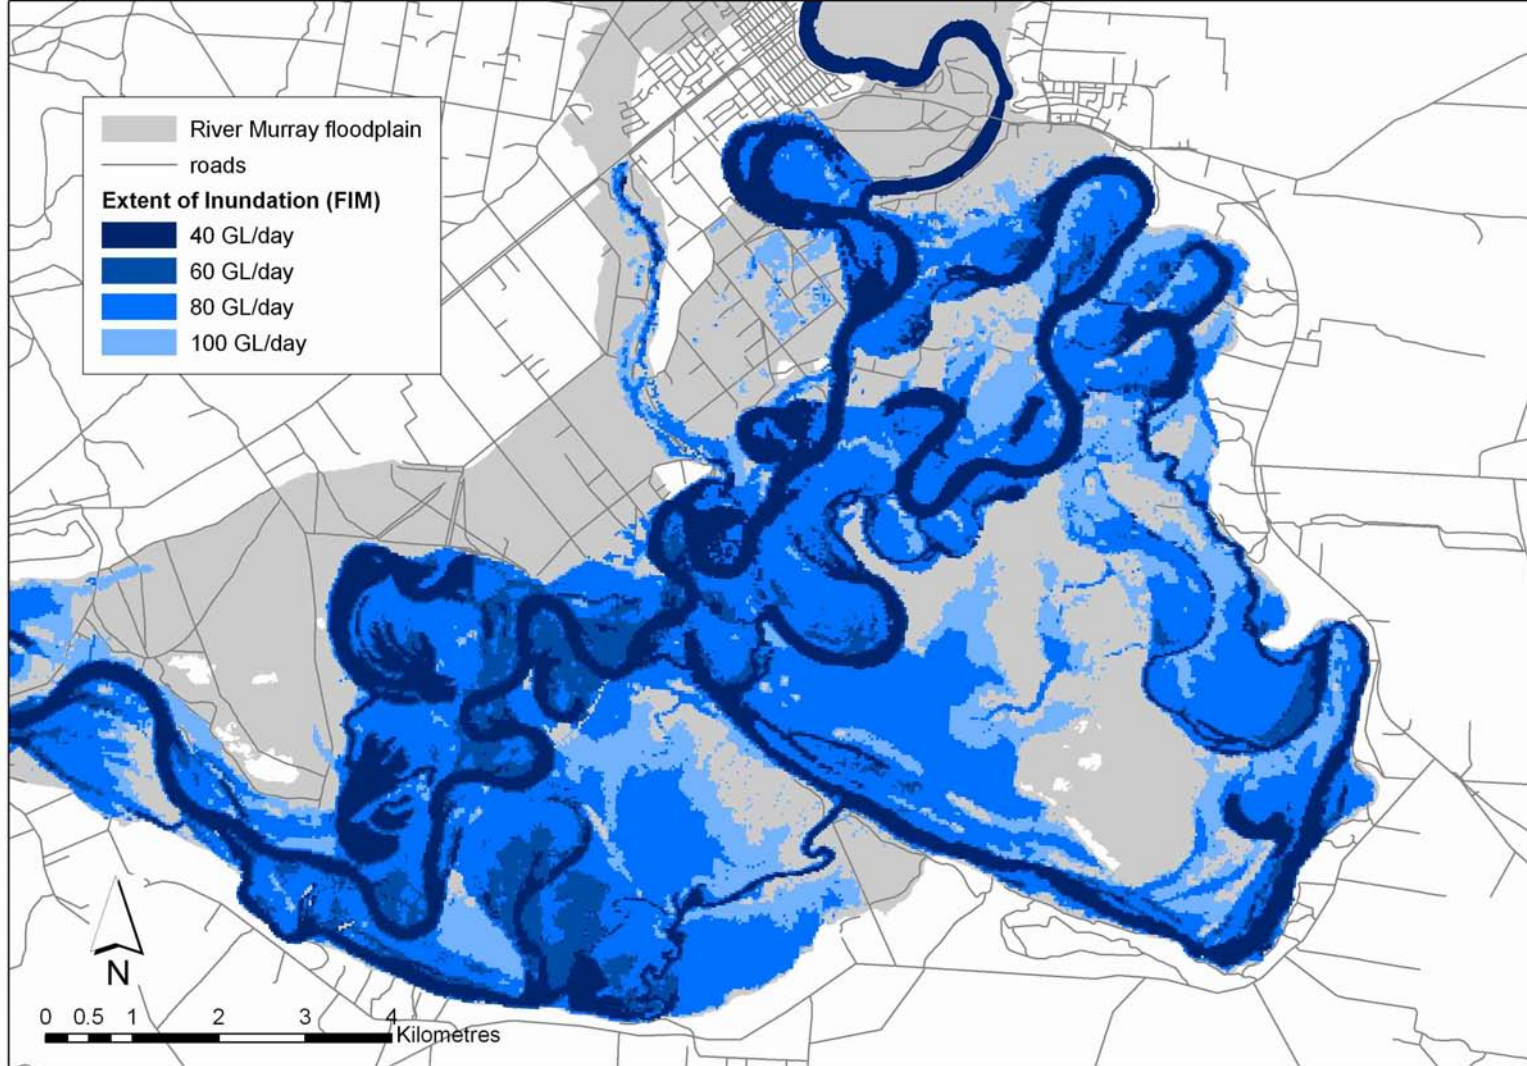 River Murray floodplain
roads
Extent of Inundation (FIM)
40 GL/day
60 GL/day
80 GL/day
100 GL/day
N
0 0.5 1 2 3 4
Kilometres